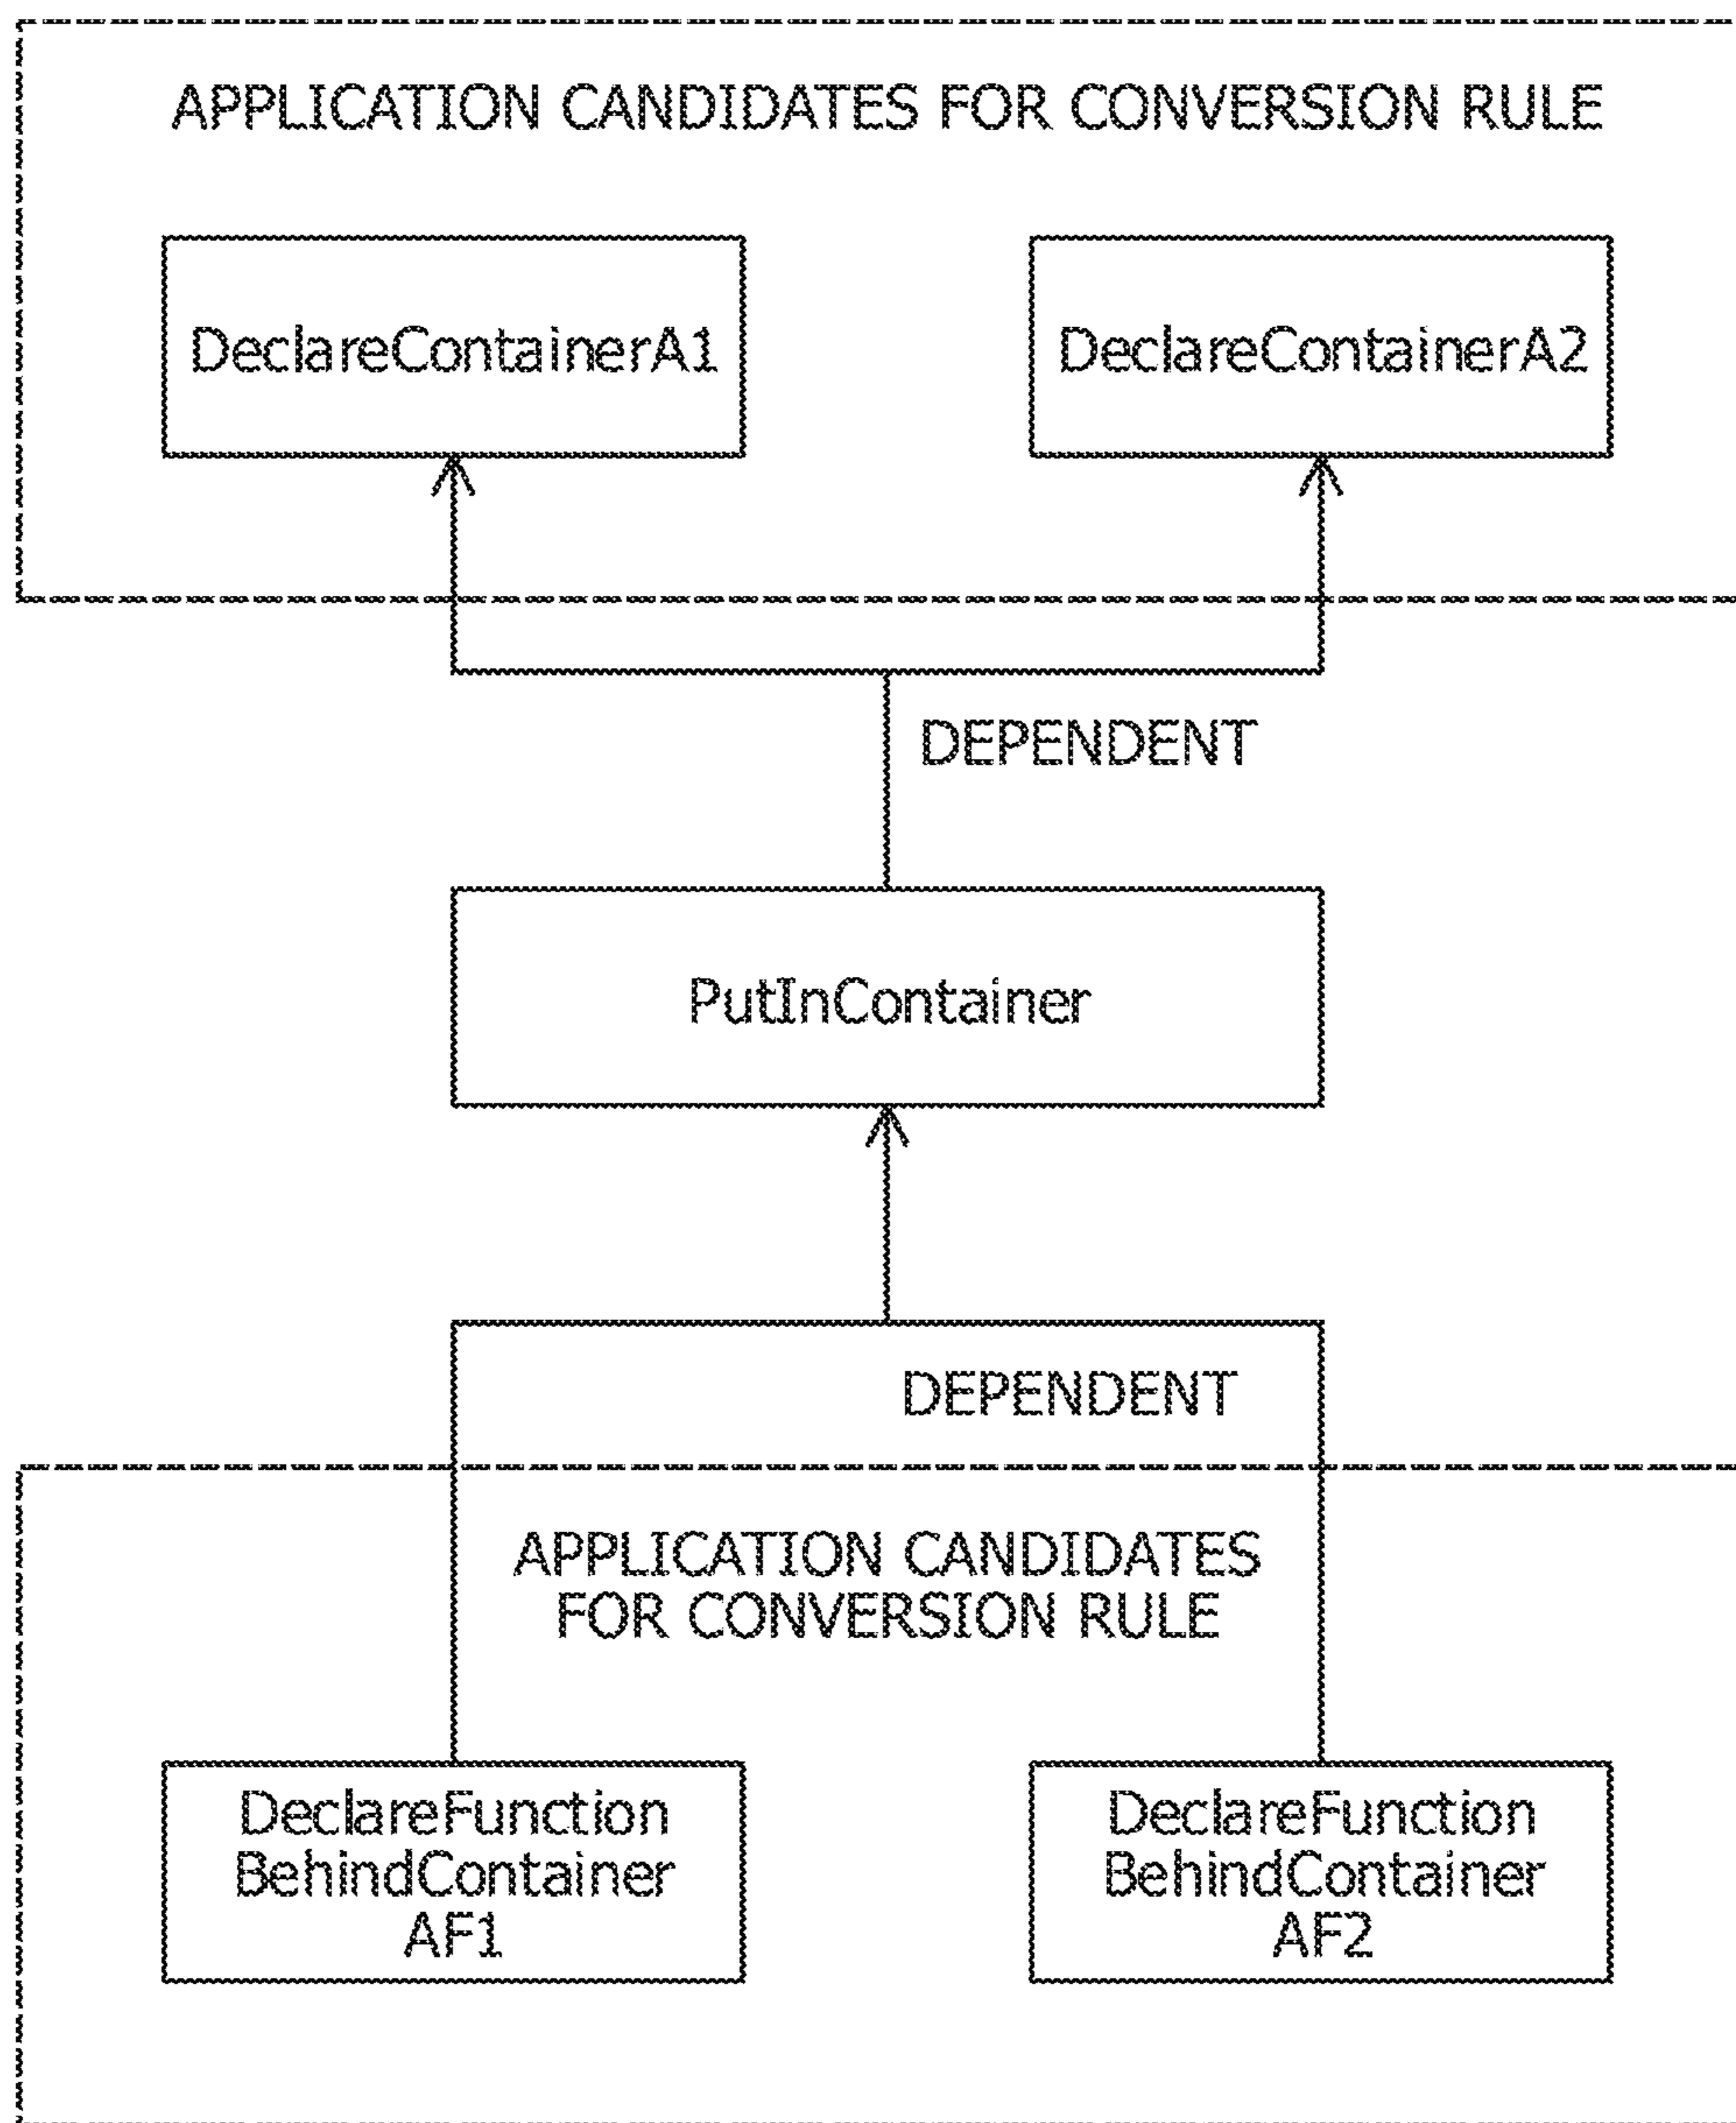 APPLICATION CANDIDATES FOR CONVERSION RULE
DeclareContainerA1
DeclareContainerA2
DEPENDENT
PutInContainer
DEPENDENT
APPLICATION CANDIDATES
FOR CONVERSION RULE
DeclareFunction
BehindContainer
AF1
DeclareFunction
BehindContainer
AF2